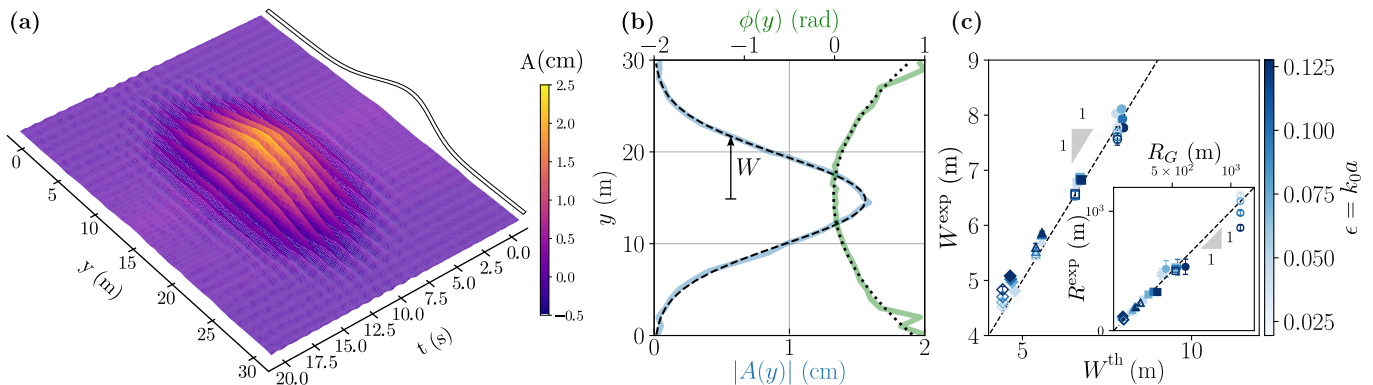 (a)
A(cm)
2.5
2.0
1.5
1.0
0.5
0.0
−0.5
0
5
10
15
20
25
30
y (m)
20.0
17.5
15.0
12.5
10.0
7.5
5.0
2.5
0.0
t (s)
(b)
ϕ(y) (rad)
−2 −1 0 1
30
20
10
0
y (m)
W
0 1 2
|A(y)| (cm)
(c)
9
8
7
6
5
4
W^exp (m)
1
1
R_G (m)
5 × 10² 10³
10³
0
R^exp (m)
1
1
5 10
W^th (m)
0.125
0.100
0.075
0.050
0.025
ϵ = k₀a